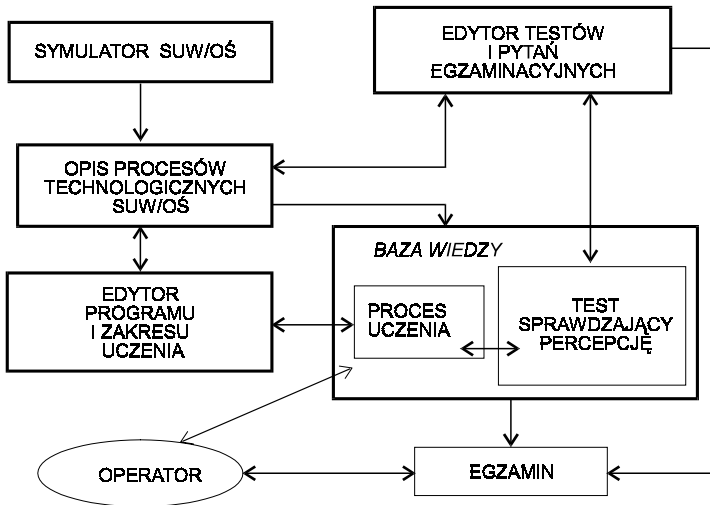 SYMULATOR SUW/OŚ
EDYTOR TESTÓW
I PYTAŃ
EGZAMINACYJNYCH
OPIS PROCESÓW
TECHNOLOGICZNYCH
SUW/OŚ
BAZA WIEDZY
EDYTOR
PROGRAMU
I ZAKRESU
UCZENIA
PROCES
UCZENIA
TEST
SPRAWDZAJĄCY
PERCEPCJĘ
OPERATOR
EGZAMIN